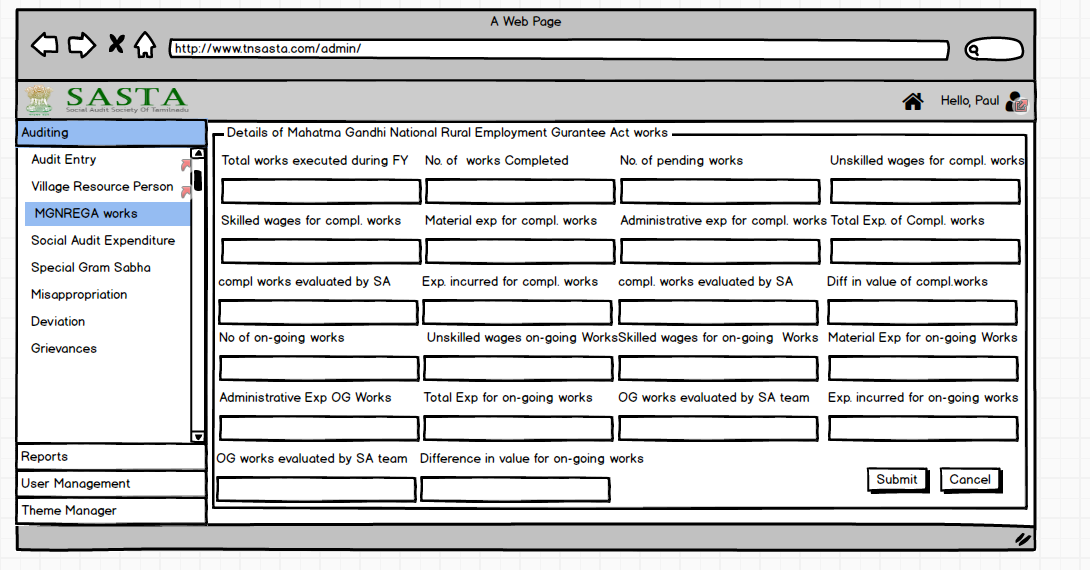 A Web Page
http://www.tnsasta.com/admin/
SASTA
Social Audit Society Of Tamilnadu
Hello, Paul
Auditing
Audit Entry
Village Resource Person
MGNREGA works
Social Audit Expenditure
Special Gram Sabha
Misappropriation
Deviation
Grievances
Reports
User Management
Theme Manager
Details of Mahatma Gandhi National Rural Employment Gurantee Act works
Total works executed during FY
No. of works Completed
No. of pending works
Unskilled wages for compl. works
Skilled wages for compl. works
Material exp for compl. works
Administrative exp for compl. works
Total Exp. of Compl. works
compl works evaluated by SA
Exp. incurred for compl. works
compl. works evaluated by SA
Diff in value of compl.works
No of on-going works
Unskilled wages on-going Works
Skilled wages for on-going Works
Material Exp for on-going Works
Administrative Exp OG Works
Total Exp for on-going works
OG works evaluated by SA team
Exp. incurred for on-going works
OG works evaluated by SA team
Difference in value for on-going works
Submit
Cancel